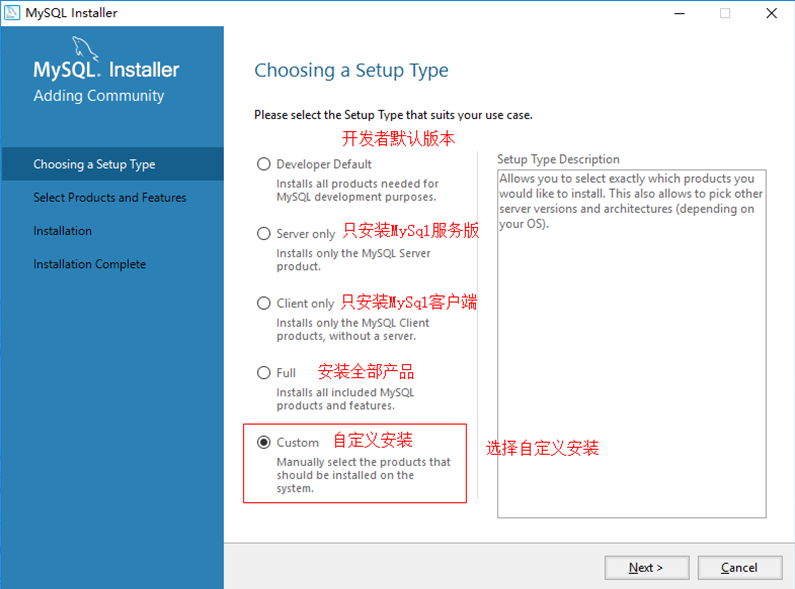 MySQL Installer
MySQL. Installer
Adding Community
Choosing a Setup Type
Select Products and Features
Installation
Installation Complete
Choosing a Setup Type
Please select the Setup Type that suits your use case.
开发者默认版本
Developer Default
Installs all products needed for
MySQL development purposes.
Server only 只安装MySql服务版
Installs only the MySQL Server
product.
Client only 只安装MySql客户端
Installs only the MySQL Client
products, without a server.
Full 安装全部产品
Installs all included MySQL
products and features.
Custom 自定义安装
Manually select the products that
should be installed on the
system.
选择自定义安装
Setup Type Description
Allows you to select exactly which products you
would like to install. This also allows to pick other
server versions and architectures (depending on
your OS).
Next >
Cancel